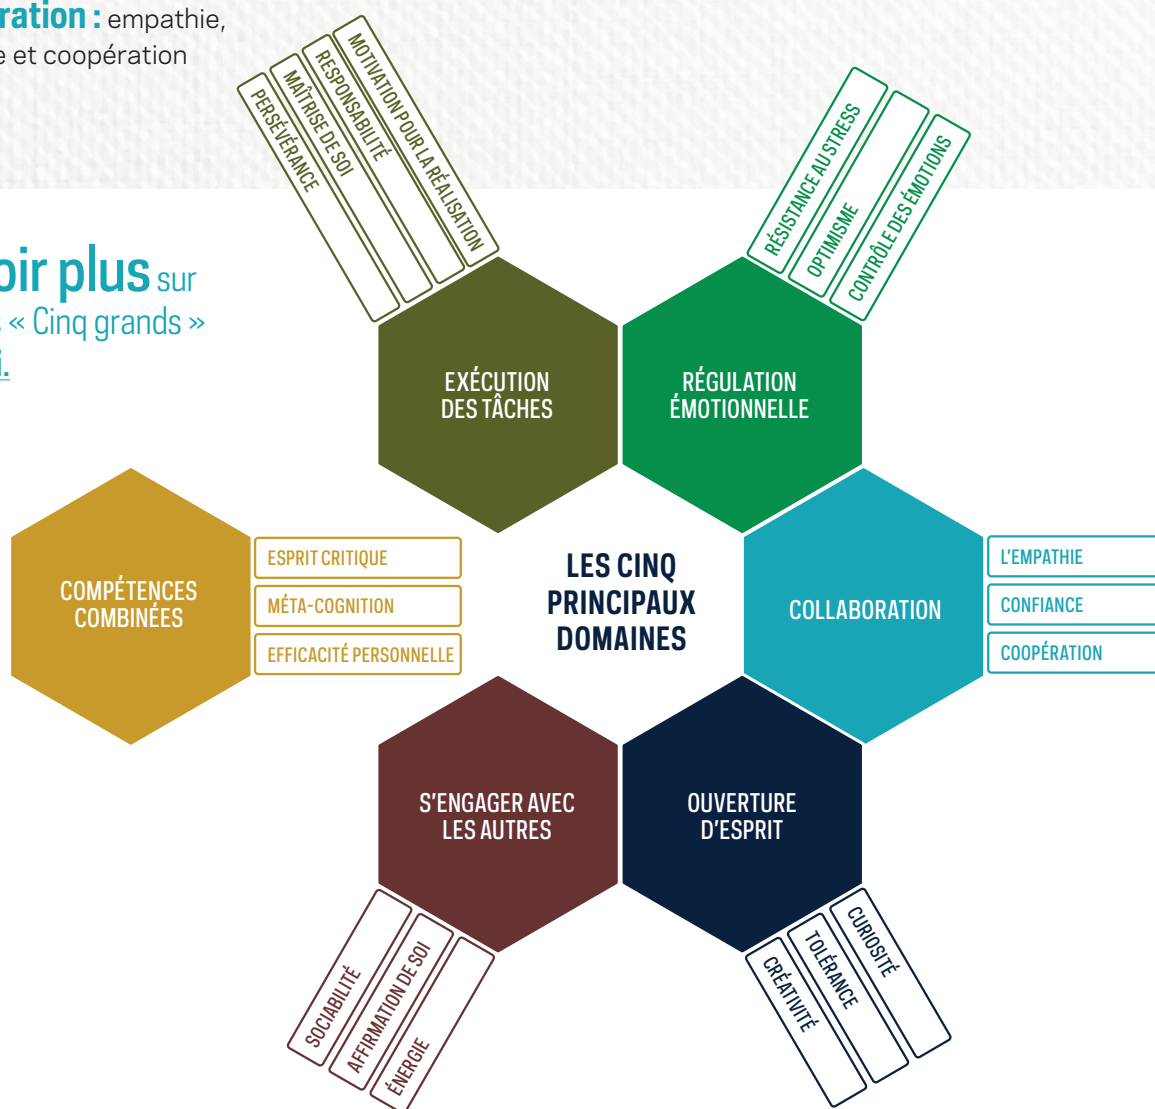 empathie,
et coopération
plus sur
« Cinq grands »
MOTIVATION POUR LA RÉALISATION
RESPONSABILITÉ
MAÎTRISE DE SOI
PERSÉVÉRANCE
RÉSISTANCE AU STRESS
OPTIMISME
CONTRÔLE DES ÉMOTIONS
EXÉCUTION
DES TÂCHES
RÉGULATION
ÉMOTIONNELLE
COMPÉTENCES
COMBINÉES
ESPRIT CRITIQUE
MÉTA-COGNITION
EFFICACITÉ PERSONNELLE
LES CINQ
PRINCIPAUX
DOMAINES
COLLABORATION
L'EMPATHIE
CONFIANCE
COOPÉRATION
S'ENGAGER AVEC
LES AUTRES
OUVERTURE
D'ESPRIT
SOCIABILITÉ
AFFIRMATION DE SOI
ÉNERGIE
CRÉATIVITÉ
TOLÉRANCE
CURIOSITÉ